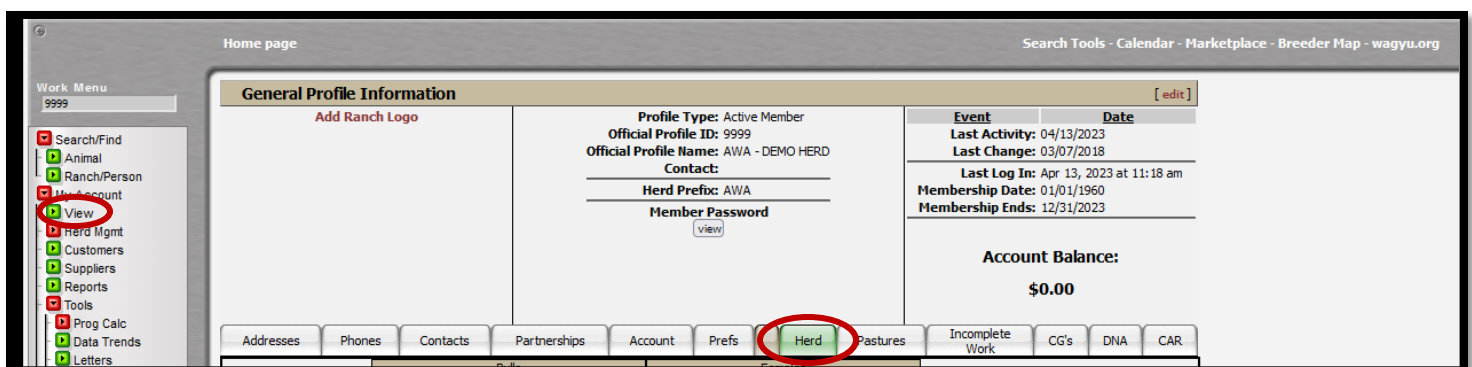 Home page
Search Tools - Calendar - Marketplace - Breeder Map - wagyu.org
Work Menu
9999
Search/Find
Animal
Ranch/Person
My Account
View
Herd Mgmt
Customers
Suppliers
Reports
Tools
Prog Calc
Data Trends
Letters
General Profile Information
[ edit ]
Add Ranch Logo
Profile Type: Active Member
Official Profile ID: 9999
Official Profile Name: AWA - DEMO HERD
Contact:
Herd Prefix: AWA
Member Password
view
Event Date
Last Activity: 04/13/2023
Last Change: 03/07/2018
Last Log In: Apr 13, 2023 at 11:18 am
Membership Date: 01/01/1960
Membership Ends: 12/31/2023
Account Balance:
$0.00
Addresses Phones Contacts Partnerships Account Prefs Herd Pastures Incomplete Work CG's DNA CAR